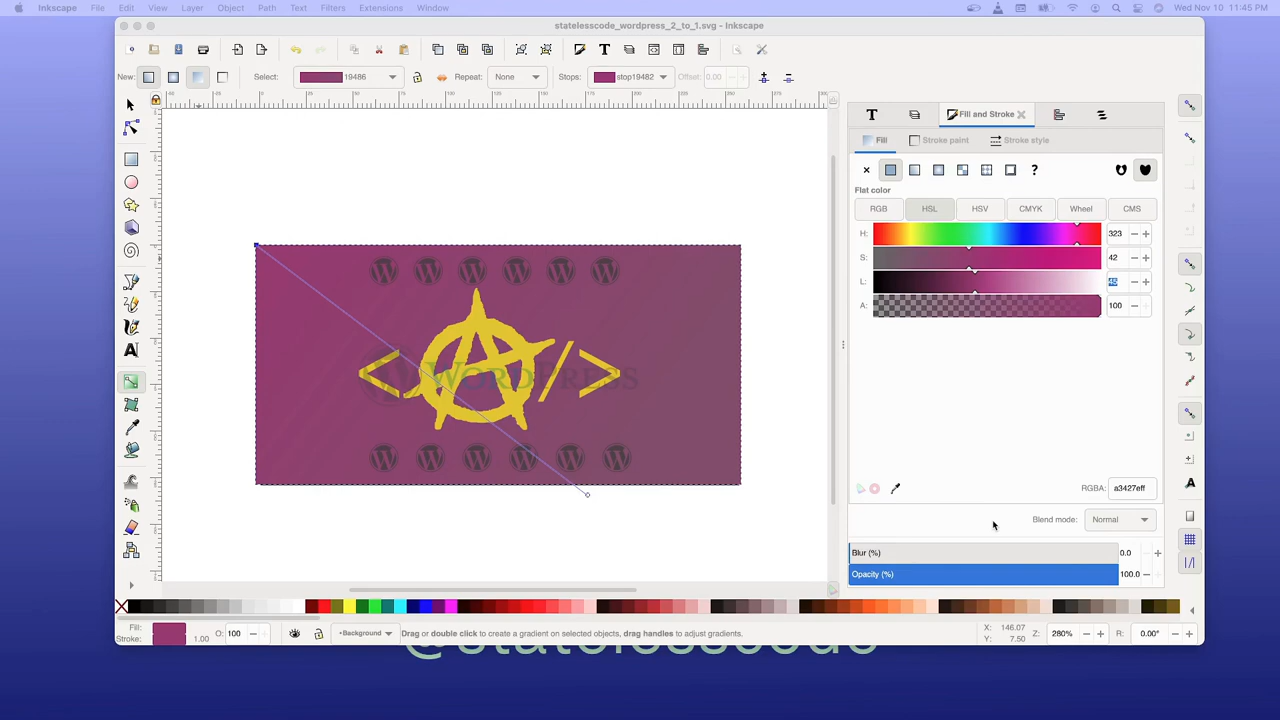 Inkscape File Edit View Layer Object Path Text Filters Extensions Window Wed Nov 10 11:45 PM
statelesscode_wordpress_2_to_1.svg - Inkscape
New: Select: 19486 Repeat: None Stops: stop19482 Offset: 0.00
Fill and Stroke
Fill Stroke paint Stroke style
?
Flat color
RGB HSL HSV CMYK Wheel CMS
H: 323
S: 42
L: 45
A: 100
< A />
WORDPRESS
RGBA: a3427eff
Blend mode: Normal
Blur (%) 0.0
Opacity (%) 100.0
Fill:
Stroke: 1.00
O: 100
•Background
Drag or double click to create a gradient on selected objects, drag handles to adjust gradients.
X: 146.07
Y: 7.50
Z: 280%
R: 0.00°
@statelesscode